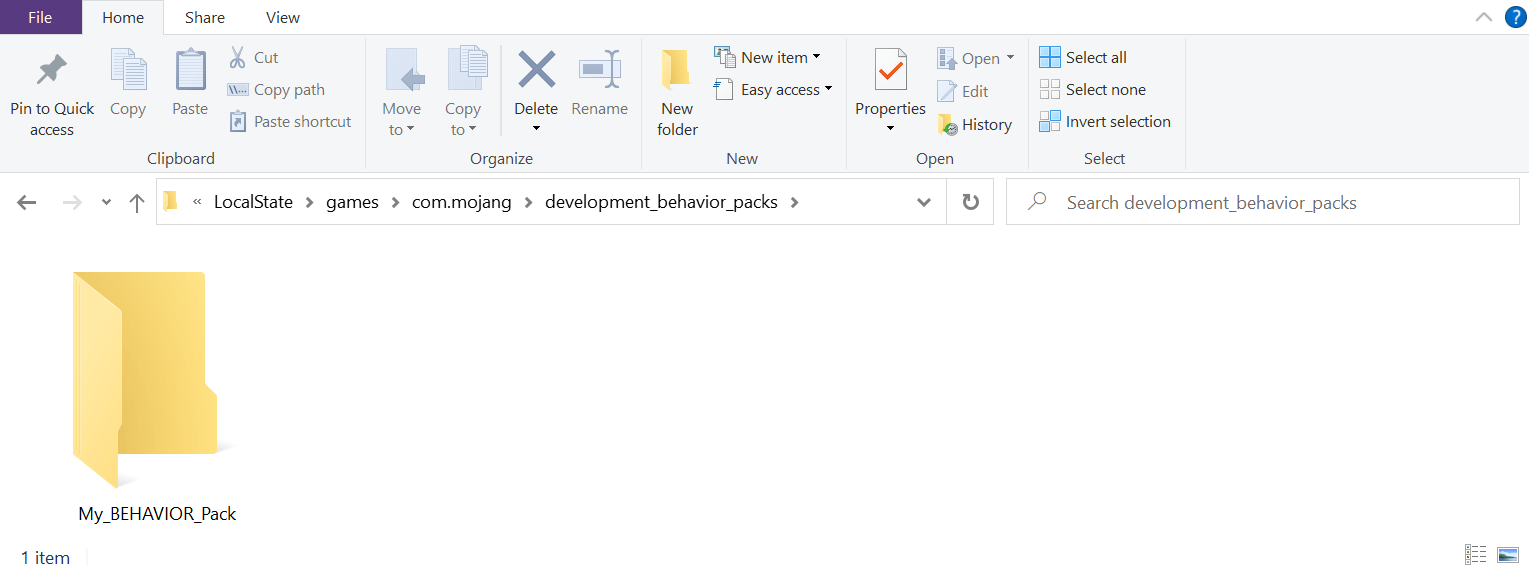 File Home Share View
?
Pin to Quick access
Copy
Paste
Cut
Copy path
Paste shortcut
Clipboard
Move to
Copy to
Delete
Rename
Organize
New folder
New item
Easy access
New
Properties
Open
Edit
History
Open
Select all
Select none
Invert selection
Select
« LocalState > games > com.mojang > development_behavior_packs >
Search development_behavior_packs
My_BEHAVIOR_Pack
1 item